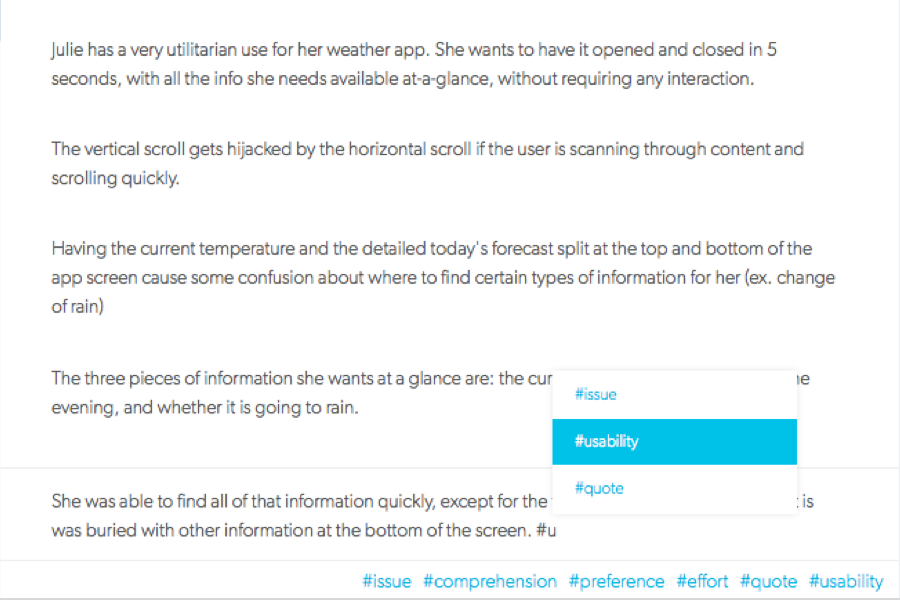 Julie has a very utilitarian use for her weather app. She wants to have it opened and closed in 5
seconds, with all the info she needs available at-a-glance, without requiring any interaction.
The vertical scroll gets hijacked by the horizontal scroll if the user is scanning through content and
scrolling quickly.
Having the current temperature and the detailed today's forecast split at the top and bottom of the
app screen cause some confusion about where to find certain types of information for her (ex. change
of rain)
The three pieces of information she wants at a glance are: the
evening, and whether it is going to rain.
#issue
#usability
#quote
She was able to find all of that information quickly, except for the is
was buried with other information at the bottom of the screen. #u
#issue #comprehension #preference #effort #quote #usability